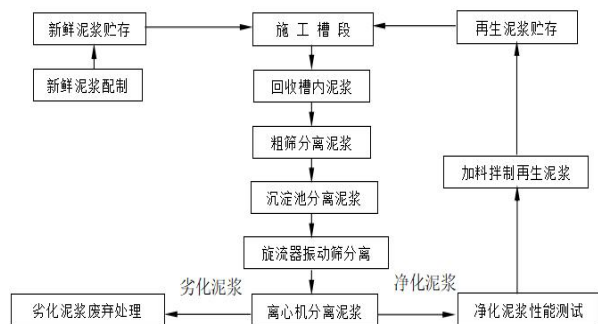 新鲜泥浆贮存
施工槽段
再生泥浆贮存
新鲜泥浆配制
回收槽内泥浆
粗筛分离泥浆
加料拌制再生泥浆
沉淀池分离泥浆
旋流器振动筛分离
劣化泥浆
净化泥浆
劣化泥浆废弃处理
离心机分离泥浆
净化泥浆性能测试